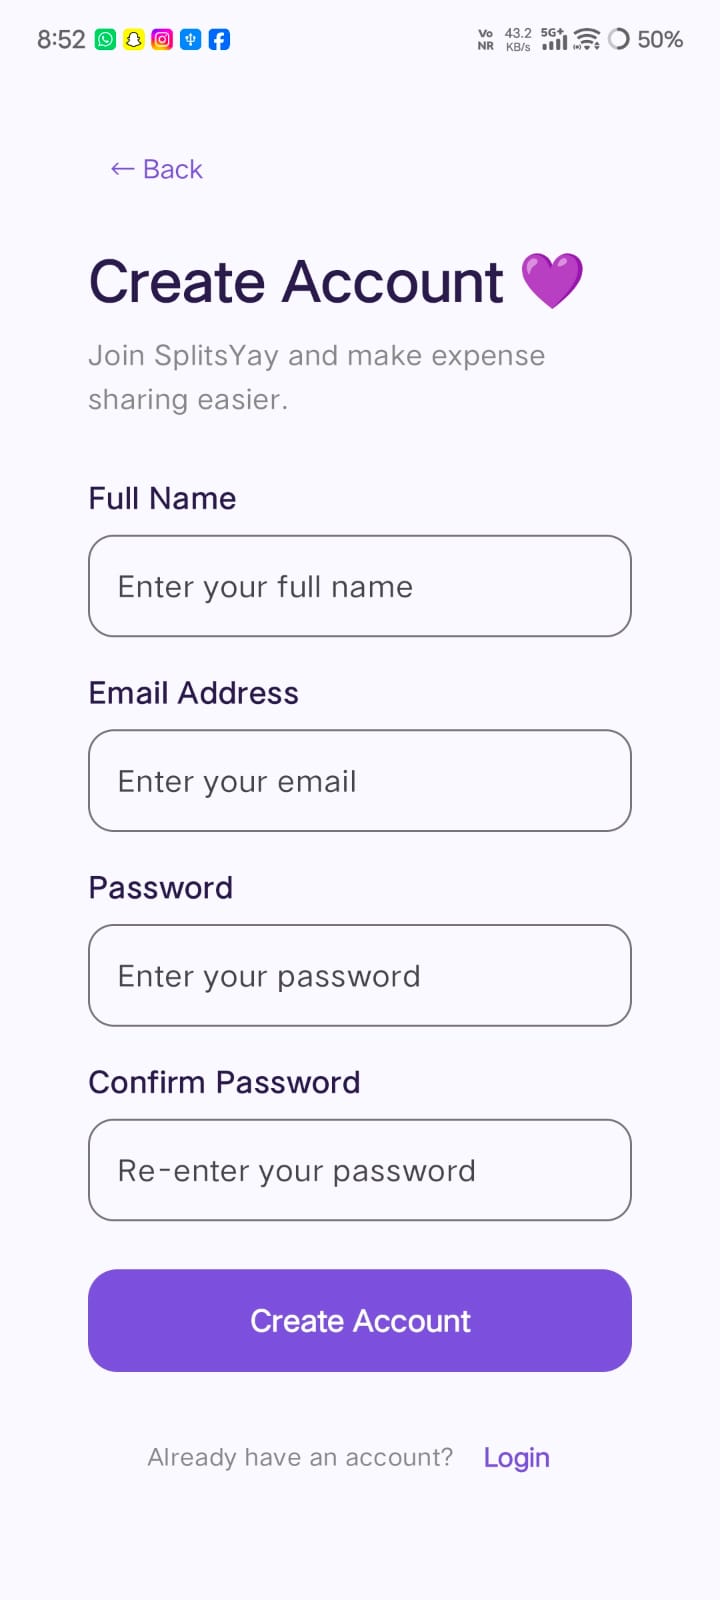 8:52 Vo NR 43.2 KB/s 5G+ 50%
← Back
Create Account 💜
Join SplitsYay and make expense
sharing easier.
Full Name
Enter your full name
Email Address
Enter your email
Password
Enter your password
Confirm Password
Re-enter your password
Create Account
Already have an account? Login